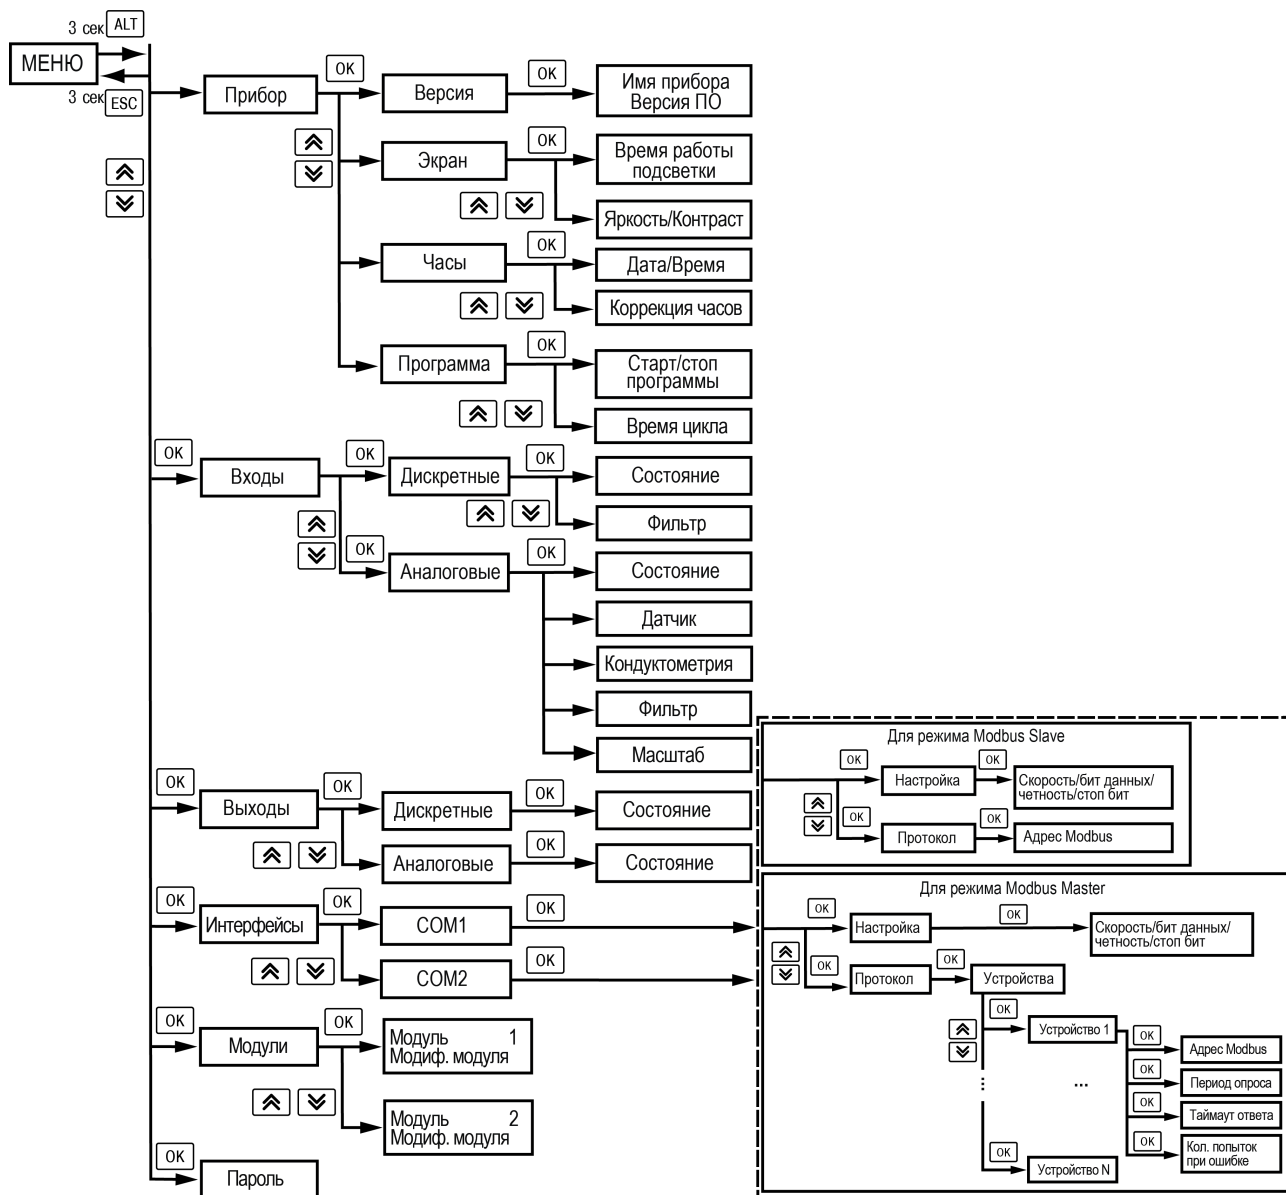 3 сек ALT
МЕНЮ
3 сек ESC
Прибор
OK
Версия
OK
Имя прибора
Версия ПО
Экран
OK
Время работы
подсветки
Яркость/Контраст
Часы
OK
Дата/Время
Коррекция часов
Программа
OK
Старт/стоп
программы
Время цикла
OK
Входы
OK
Дискретные
OK
Состояние
Фильтр
OK
Аналоговые
OK
Состояние
Датчик
Кондуктометрия
Фильтр
Масштаб
OK
Выходы
OK
Дискретные
OK
Состояние
Аналоговые
OK
Состояние
OK
Интерфейсы
OK
COM1
OK
COM2
OK
OK
Модули
OK
Модуль 1
Модиф. модуля
Модуль 2
Модиф. модуля
OK
Пароль
Для режима Modbus Slave
OK
Настройка
OK
Скорость/бит данных/
четность/стоп бит
OK
Протокол
OK
Адрес Modbus
Для режима Modbus Master
OK
Настройка
OK
Скорость/бит данных/
четность/стоп бит
OK
Протокол
OK
Устройства
OK
Устройство 1
OK
Адрес Modbus
OK
Период опроса
...
...
OK
Таймаут ответа
OK
Кол. попыток
при ошибке
OK
Устройство N